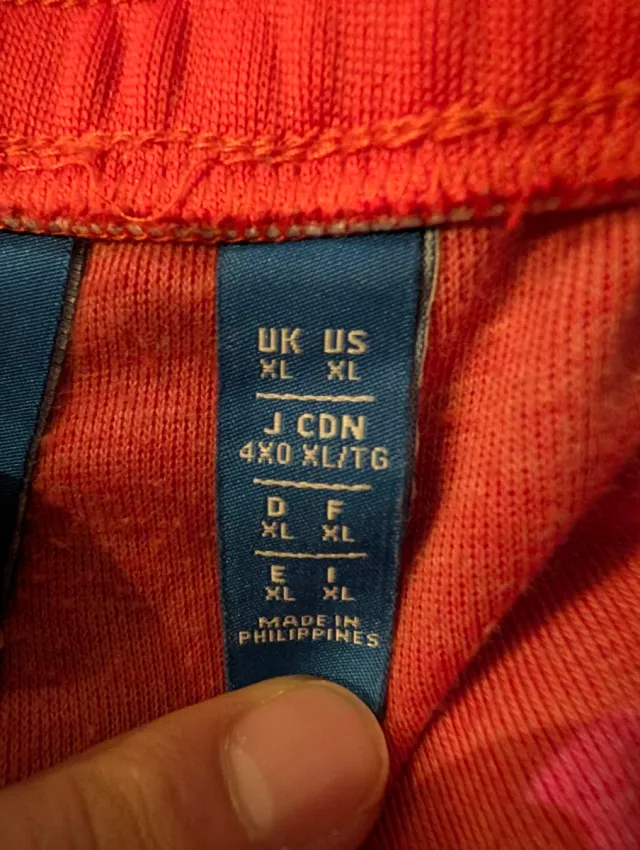 UK US
XL XL
J CDN
4XO XL/TG
D F
XL XL
E I
XL XL
MADE IN
PHILIPPINES